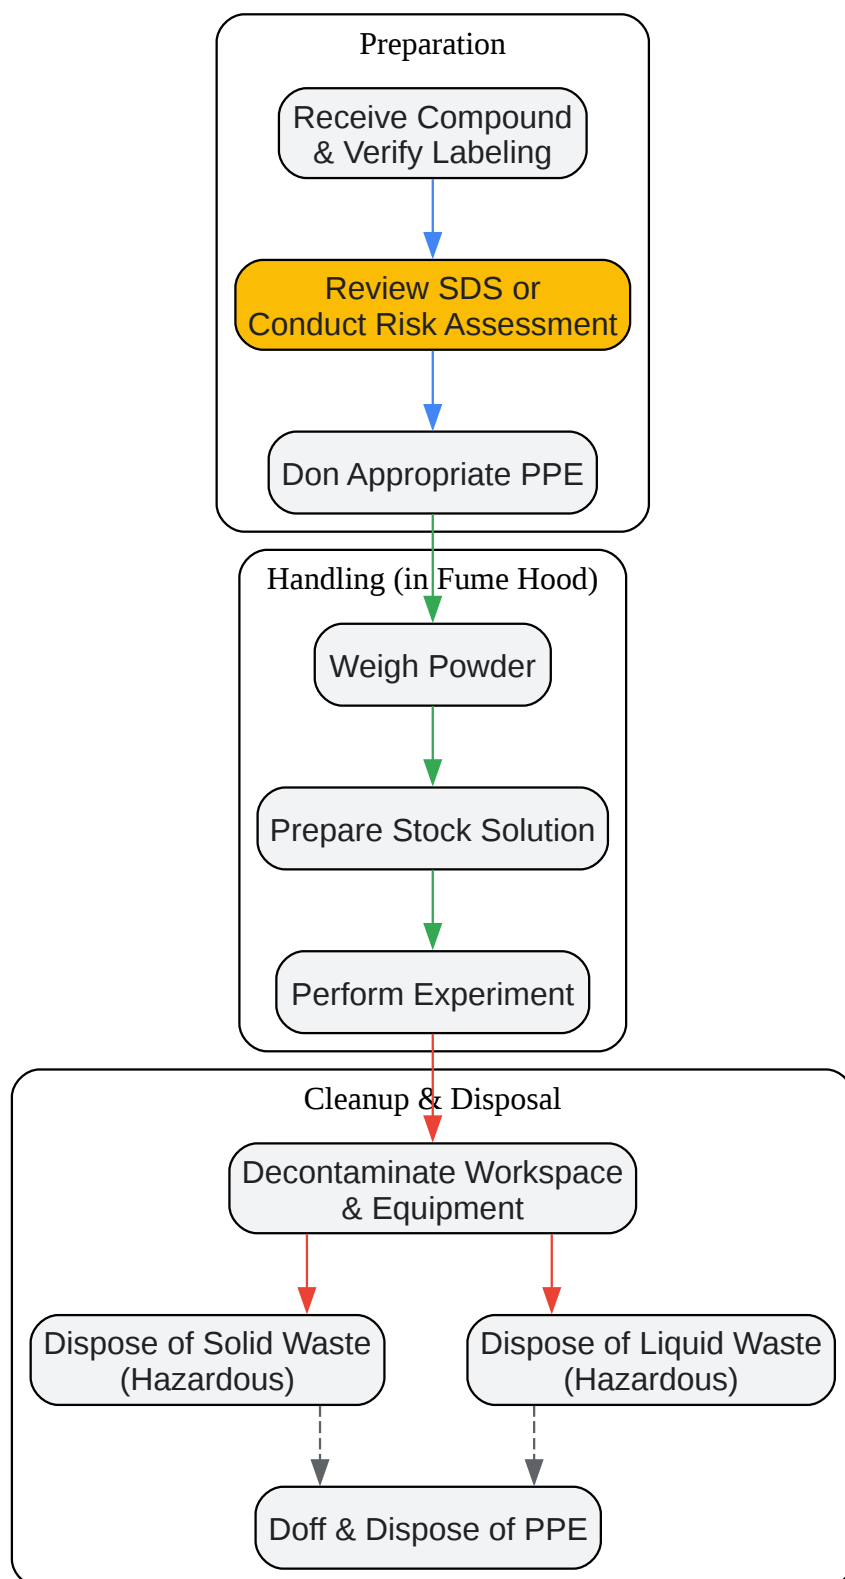 Preparation
Receive Compound
& Verify Labeling
Review SDS or
Conduct Risk Assessment
Don Appropriate PPE
Handling (in Fume Hood)
Weigh Powder
Prepare Stock Solution
Perform Experiment
Cleanup & Disposal
Decontaminate Workspace
& Equipment
Dispose of Solid Waste
(Hazardous)
Dispose of Liquid Waste
(Hazardous)
Doff & Dispose of PPE